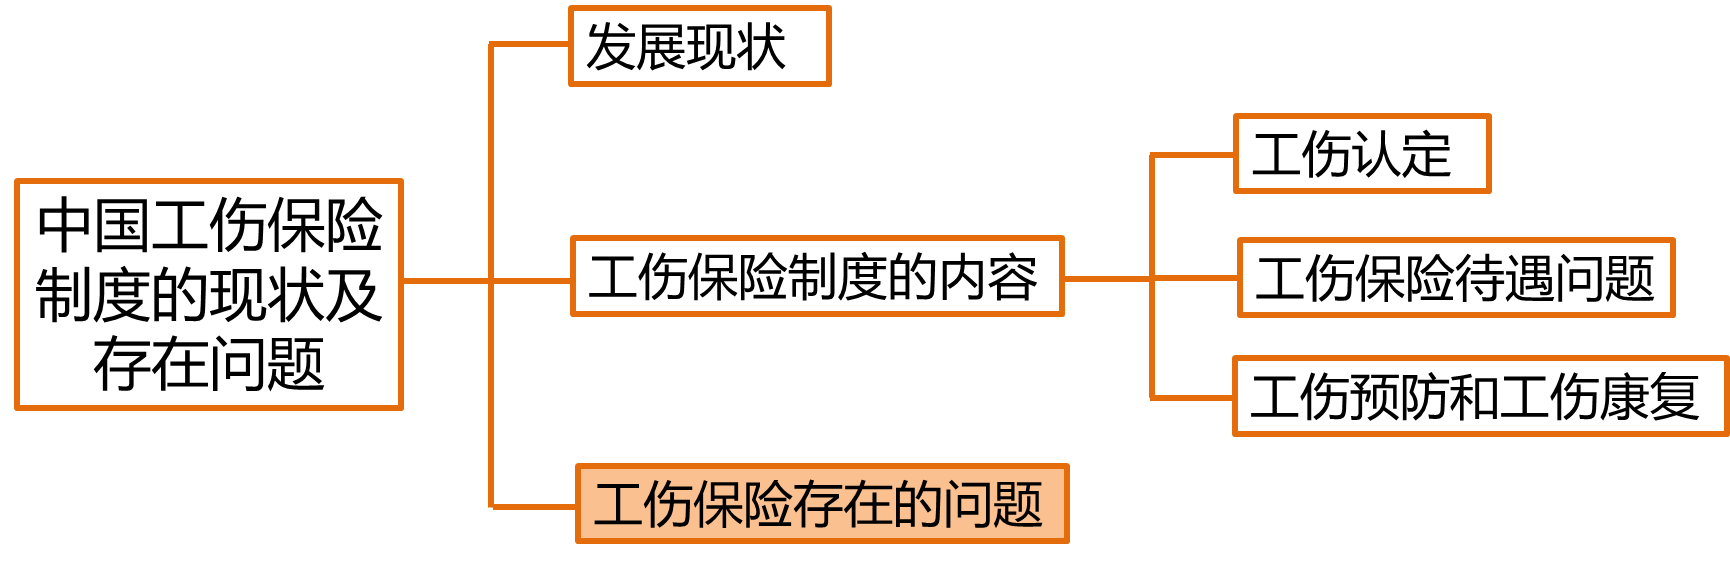 中国工伤保险
制度的现状及
存在问题
发展现状
工伤保险制度的内容
工伤认定
工伤保险待遇问题
工伤预防和工伤康复
工伤保险存在的问题